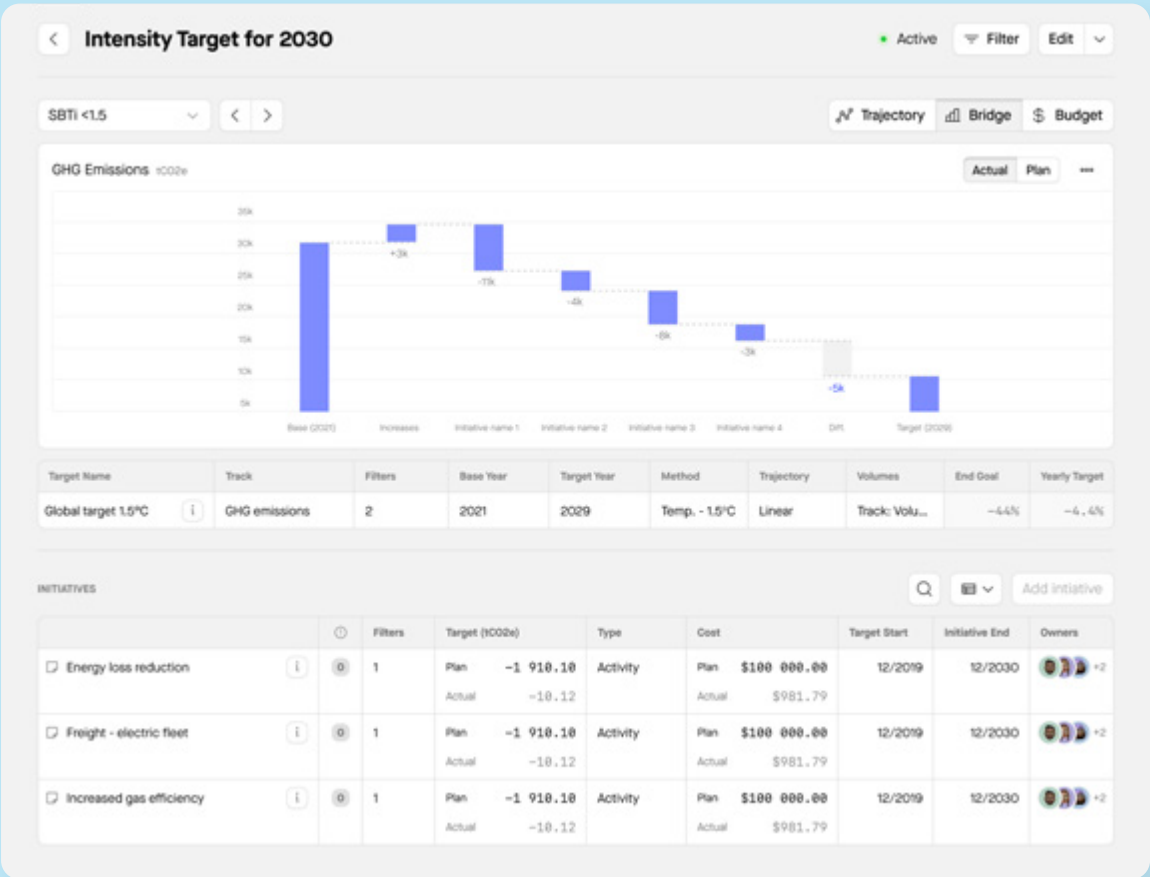 Intensity Target for 2030
Active
Filter
Edit
SBTi <1.5
Trajectory
Bridge
$ Budget
GHG Emissions tCO2e
Actual
Plan
35k
30k
25k
20k
15k
10k
5k
+3k
-11k
-4k
-8k
-3k
-5k
Base (2021)
Increases
Initiative name 1
Initiative name 2
Initiative name 3
Initiative name 4
Target (2029)
Target Name Track Filters Base Year Target Year Method Trajectory Volumes End Goal Yearly Target
Global target 1.5°C i GHG emissions 2 2021 2029 Temp. - 1.5°C Linear Track: Volu... -44% -4.4%
INITIATIVES
Add intiative
Filters Target (tCO2e) Type Cost Target Start Initiative End Owners
Energy loss reduction i 0 1 Plan -1 910.10 Activity Plan $100 000.00 12/2019 12/2030 +2
Actual -10.12 Actual $981.79
Freight - electric fleet i 0 1 Plan -1 910.10 Activity Plan $100 000.00 12/2019 12/2030 +2
Actual -10.12 Actual $981.79
Increased gas efficiency i 0 1 Plan -1 910.10 Activity Plan $100 000.00 12/2019 12/2030 +2
Actual -10.12 Actual $981.79